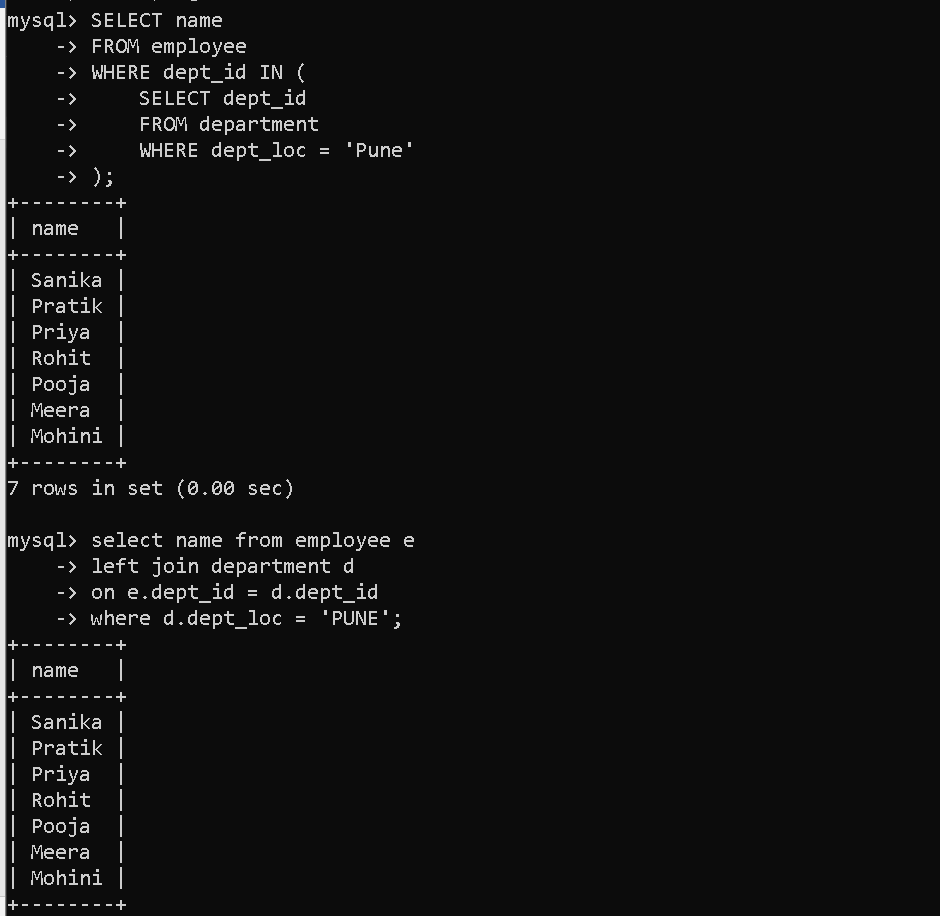 mysql> SELECT name
    -> FROM employee
    -> WHERE dept_id IN (
    ->     SELECT dept_id
    ->     FROM department
    ->     WHERE dept_loc = 'Pune'
    -> );
+--------+
| name   |
+--------+
| Sanika |
| Pratik |
| Priya  |
| Rohit  |
| Pooja  |
| Meera  |
| Mohini |
+--------+
7 rows in set (0.00 sec)

mysql> select name from employee e
    -> left join department d
    -> on e.dept_id = d.dept_id
    -> where d.dept_loc = 'PUNE';
+--------+
| name   |
+--------+
| Sanika |
| Pratik |
| Priya  |
| Rohit  |
| Pooja  |
| Meera  |
| Mohini |
+--------+